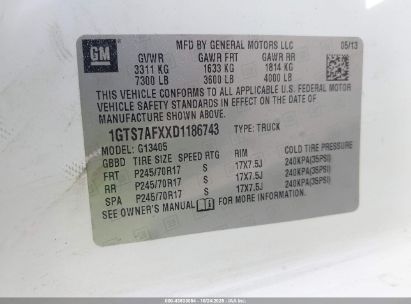 GM
MFD BY GENERAL MOTORS LLC 05/13
GVWR GAWR FRT GAWR RR
3311 KG 1633 KG 1814 KG
7300 LB 3600 LB 4000 LB
THIS VEHICLE CONFORMS TO ALL APPLICABLE U.S. FEDERAL MOTOR
VEHICLE SAFETY STANDARDS IN EFFECT ON THE DATE OF
MANUFACTURE SHOWN ABOVE.
1GTS7AFXXD1186743 TYPE: TRUCK
MODEL: G13405
GBBD TIRE SIZE SPEED RTG RIM COLD TIRE PRESSURE
FRT P245/70R17 S 17X7.5J 240KPA(35PSI)
RR P245/70R17 S 17X7.5J 240KPA(35PSI)
SPA P245/70R17 S 17X7.5J 240KPA(35PSI)
SEE OWNER'S MANUAL FOR MORE INFORMATION.